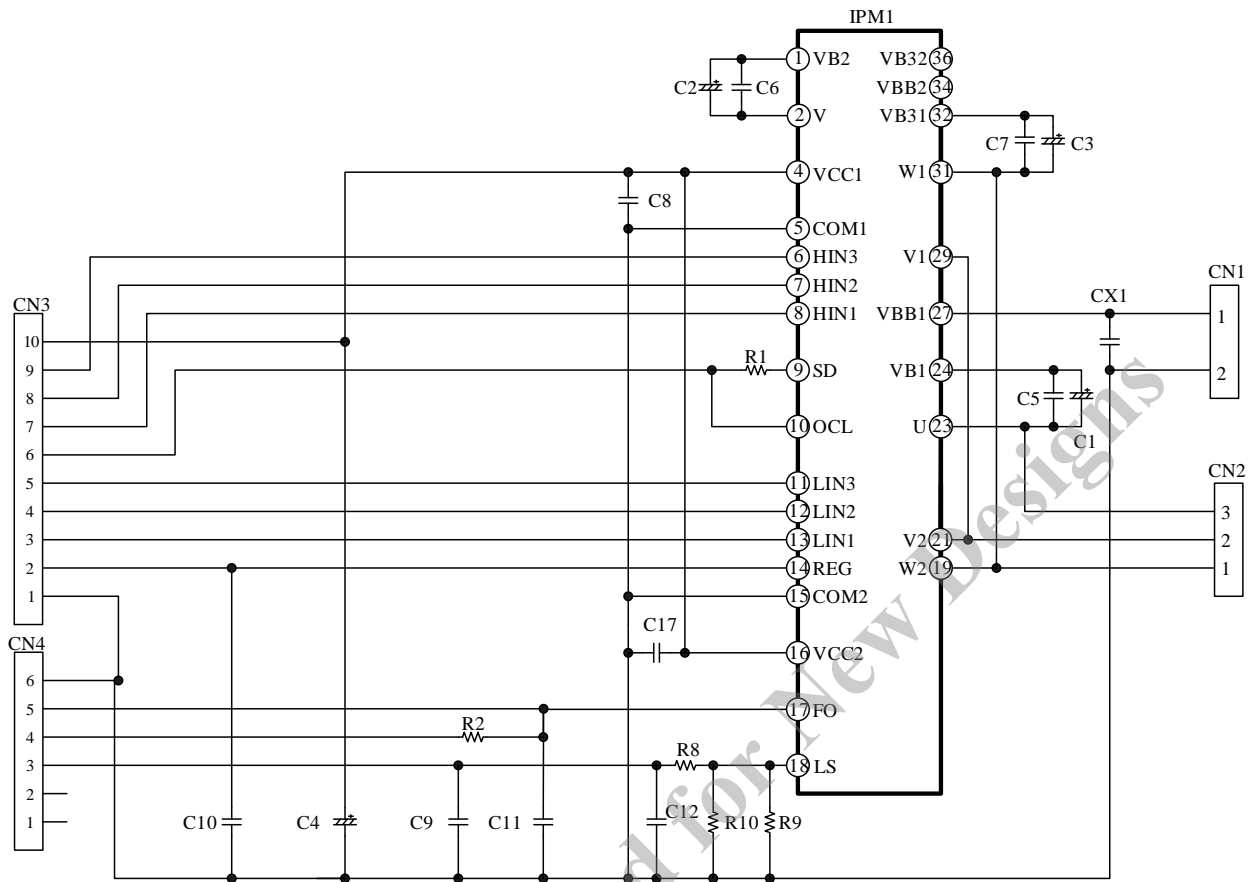 IPM1
1 VB2 VB32 36
VBB2 34
C2 C6
2 V VB31 32
C7 C3
4 VCC1 W1 31
C8
5 COM1
6 HIN3 V1 29
7 HIN2
8 HIN1 VBB1 27
CX1
CN1
1
2
R1
9 SD VB1 24
C5
C1
10 OCL U 23
11 LIN3
12 LIN2
13 LIN1 V2 21
14 REG W2 19
15 COM2
C17
16 VCC2
17 FO
18 LS
CN2
3
2
1
CN3
10
9
8
7
6
5
4
3
2
1
CN4
6
5
4
3
2
1
R2
R8
C10 C4 C9 C11 C12 R10 R9
d for New Designs